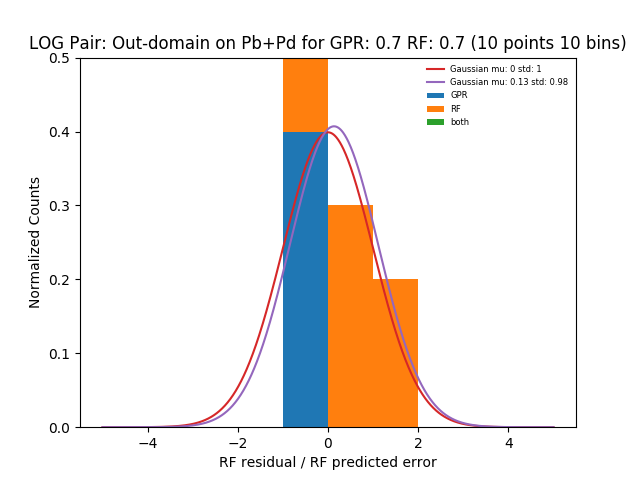 LOG Pair: Out-domain on Pb+Pd for GPR: 0.7 RF: 0.7 (10 points 10 bins)
Gaussian mu: 0 std: 1
Gaussian mu: 0.13 std: 0.98
GPR
RF
both
Normalized Counts
0.5
0.4
0.3
0.2
0.1
0.0
−4
−2
0
2
4
RF residual / RF predicted error